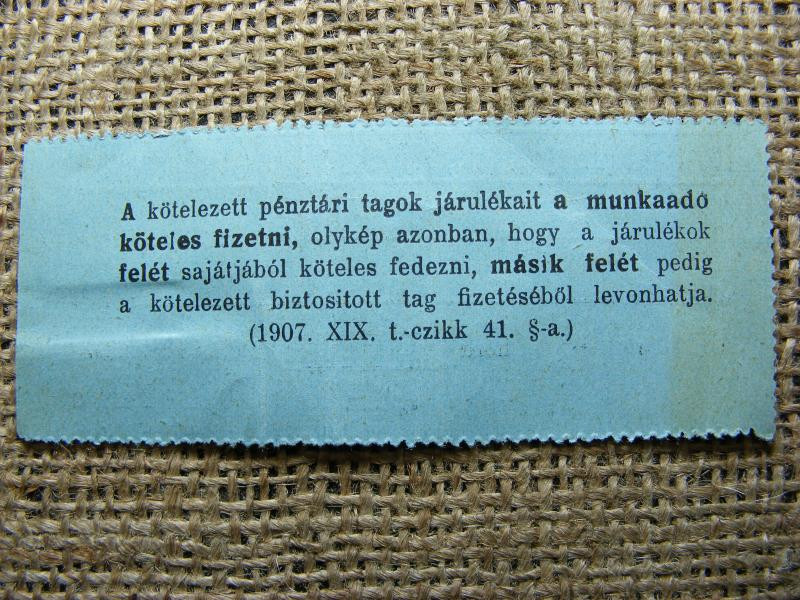 A kötelezett pénztári tagok járulékait a munkaadó
köteles fizetni, olykép azonban, hogy a járulékok
felét sajátjából köteles fedezni, másik felét pedig
a kötelezett biztositott tag fizetéséből levonhatja.
(1907. XIX. t.-czikk 41. §-a.)